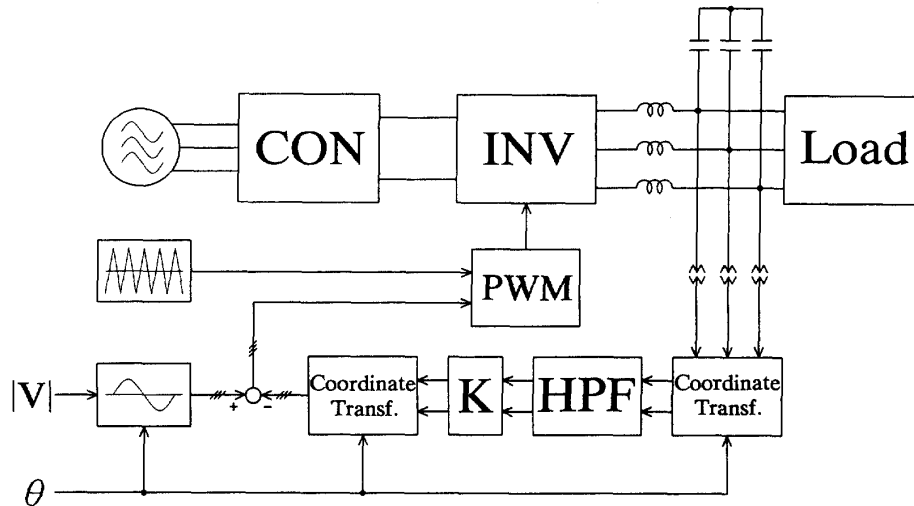 CON
INV
Load
PWM
|V|
+
-
Coordinate
Transf.
K
HPF
Coordinate
Transf.
θ